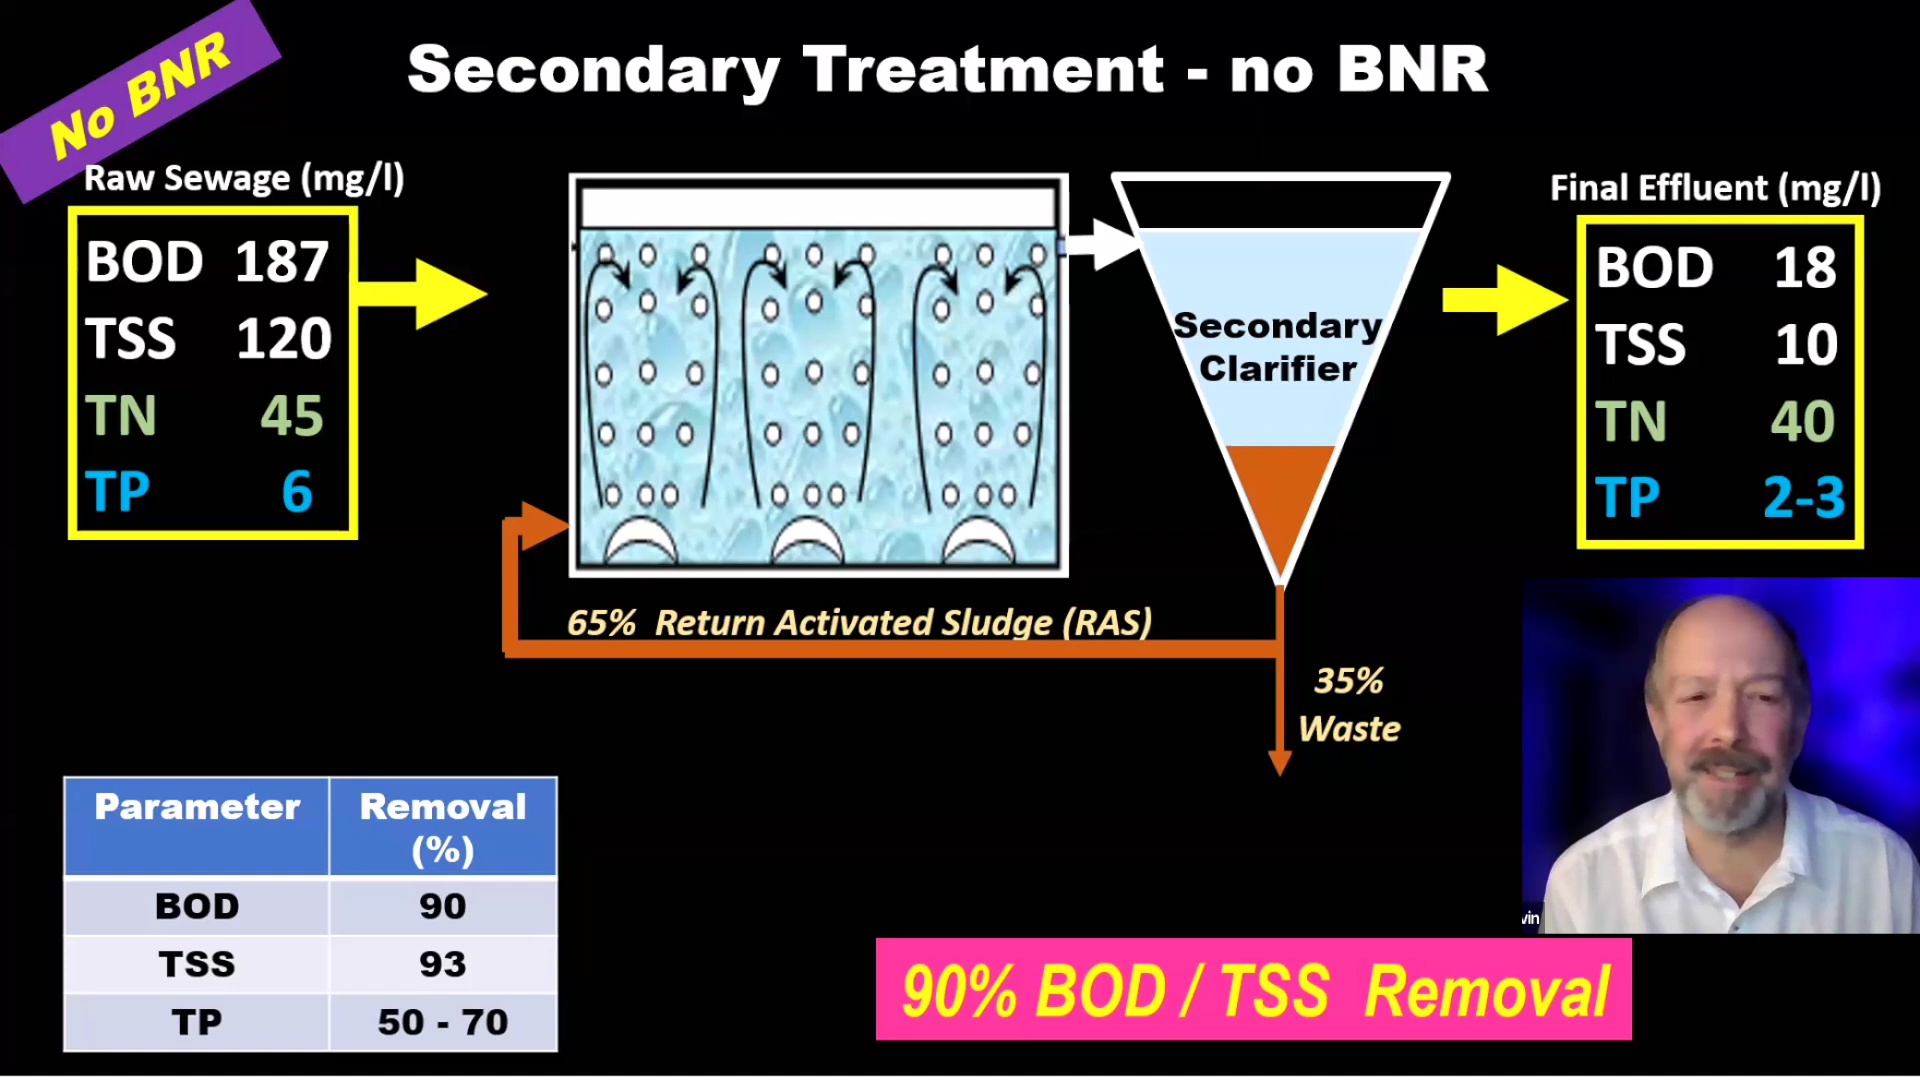 No BNR
Secondary Treatment - no BNR
Raw Sewage (mg/l)
BOD 187
TSS 120
TN 45
TP 6
Secondary
Clarifier
Final Effluent (mg/l)
BOD 18
TSS 10
TN 40
TP 2-3
65% Return Activated Sludge (RAS)
35%
Waste
Parameter Removal
(%)
BOD 90
TSS 93
TP 50 - 70
vin
90% BOD / TSS Removal